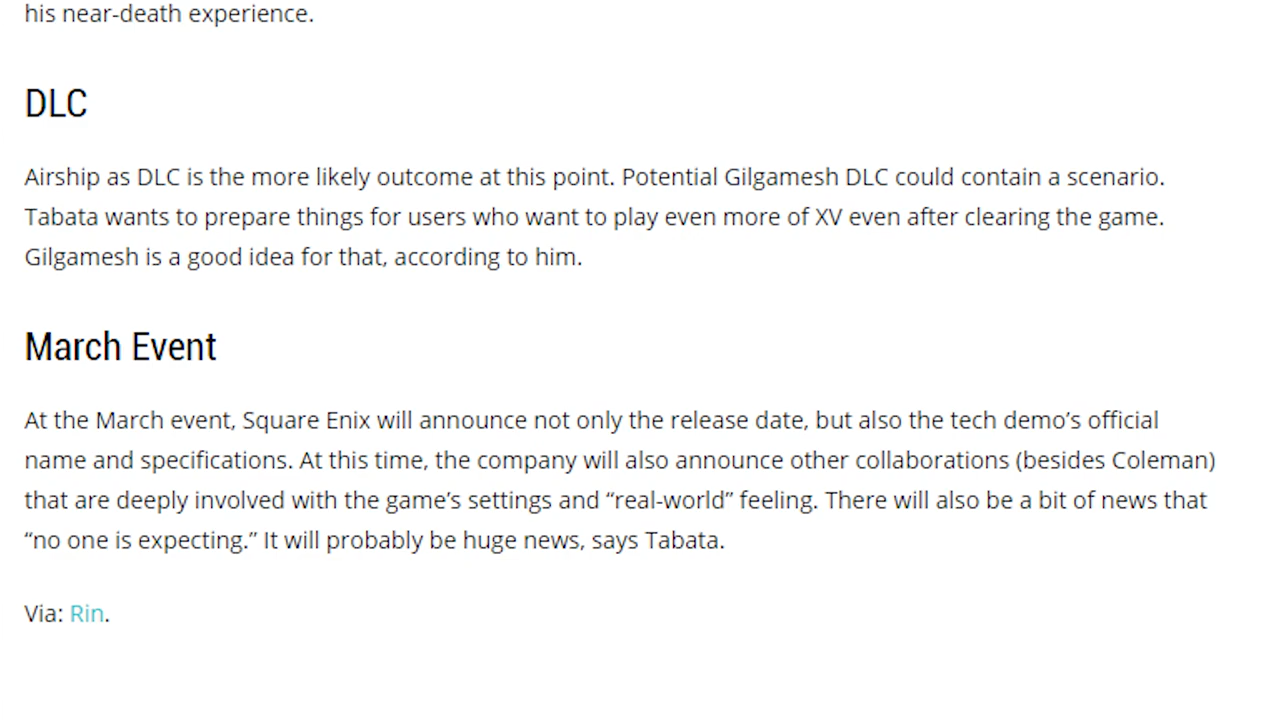 his near-death experience.
DLC
Airship as DLC is the more likely outcome at this point. Potential Gilgamesh DLC could contain a scenario.
Tabata wants to prepare things for users who want to play even more of XV even after clearing the game.
Gilgamesh is a good idea for that, according to him.
March Event
At the March event, Square Enix will announce not only the release date, but also the tech demo’s official
name and specifications. At this time, the company will also announce other collaborations (besides Coleman)
that are deeply involved with the game’s settings and “real-world” feeling. There will also be a bit of news that
“no one is expecting.” It will probably be huge news, says Tabata.
Via: Rin.